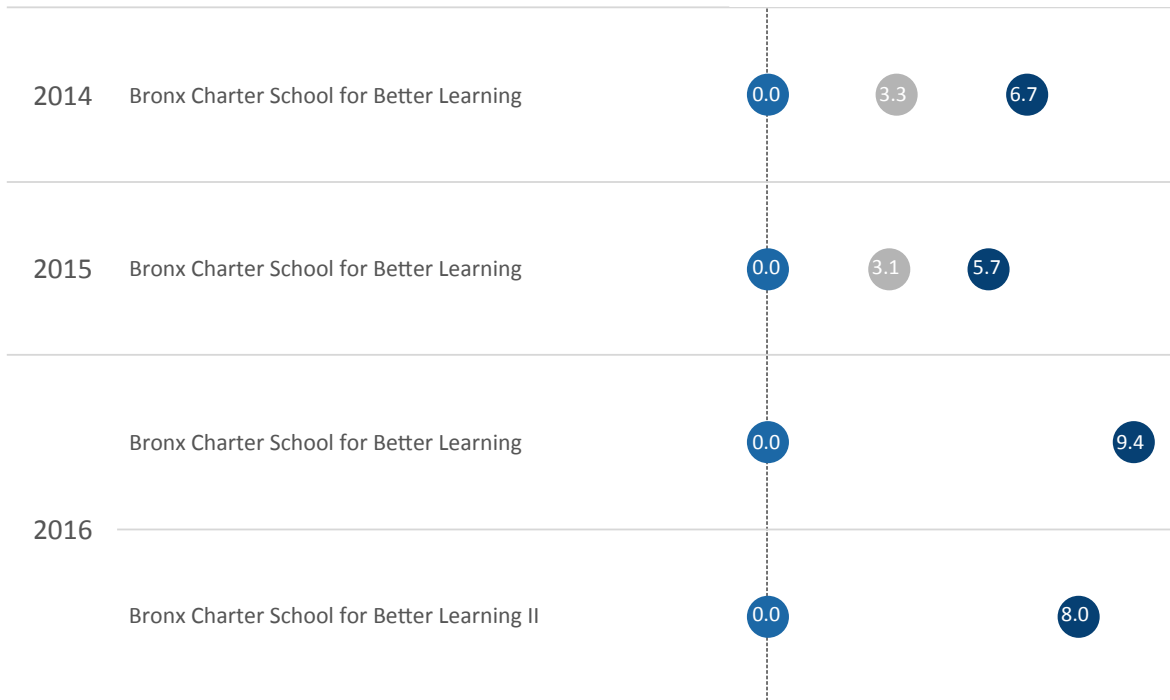 2014 Bronx Charter School for Better Learning 0.0 3.3 6.7
2015 Bronx Charter School for Better Learning 0.0 3.1 5.7
Bronx Charter School for Better Learning 0.0 9.4
2016
Bronx Charter School for Better Learning II 0.0 8.0